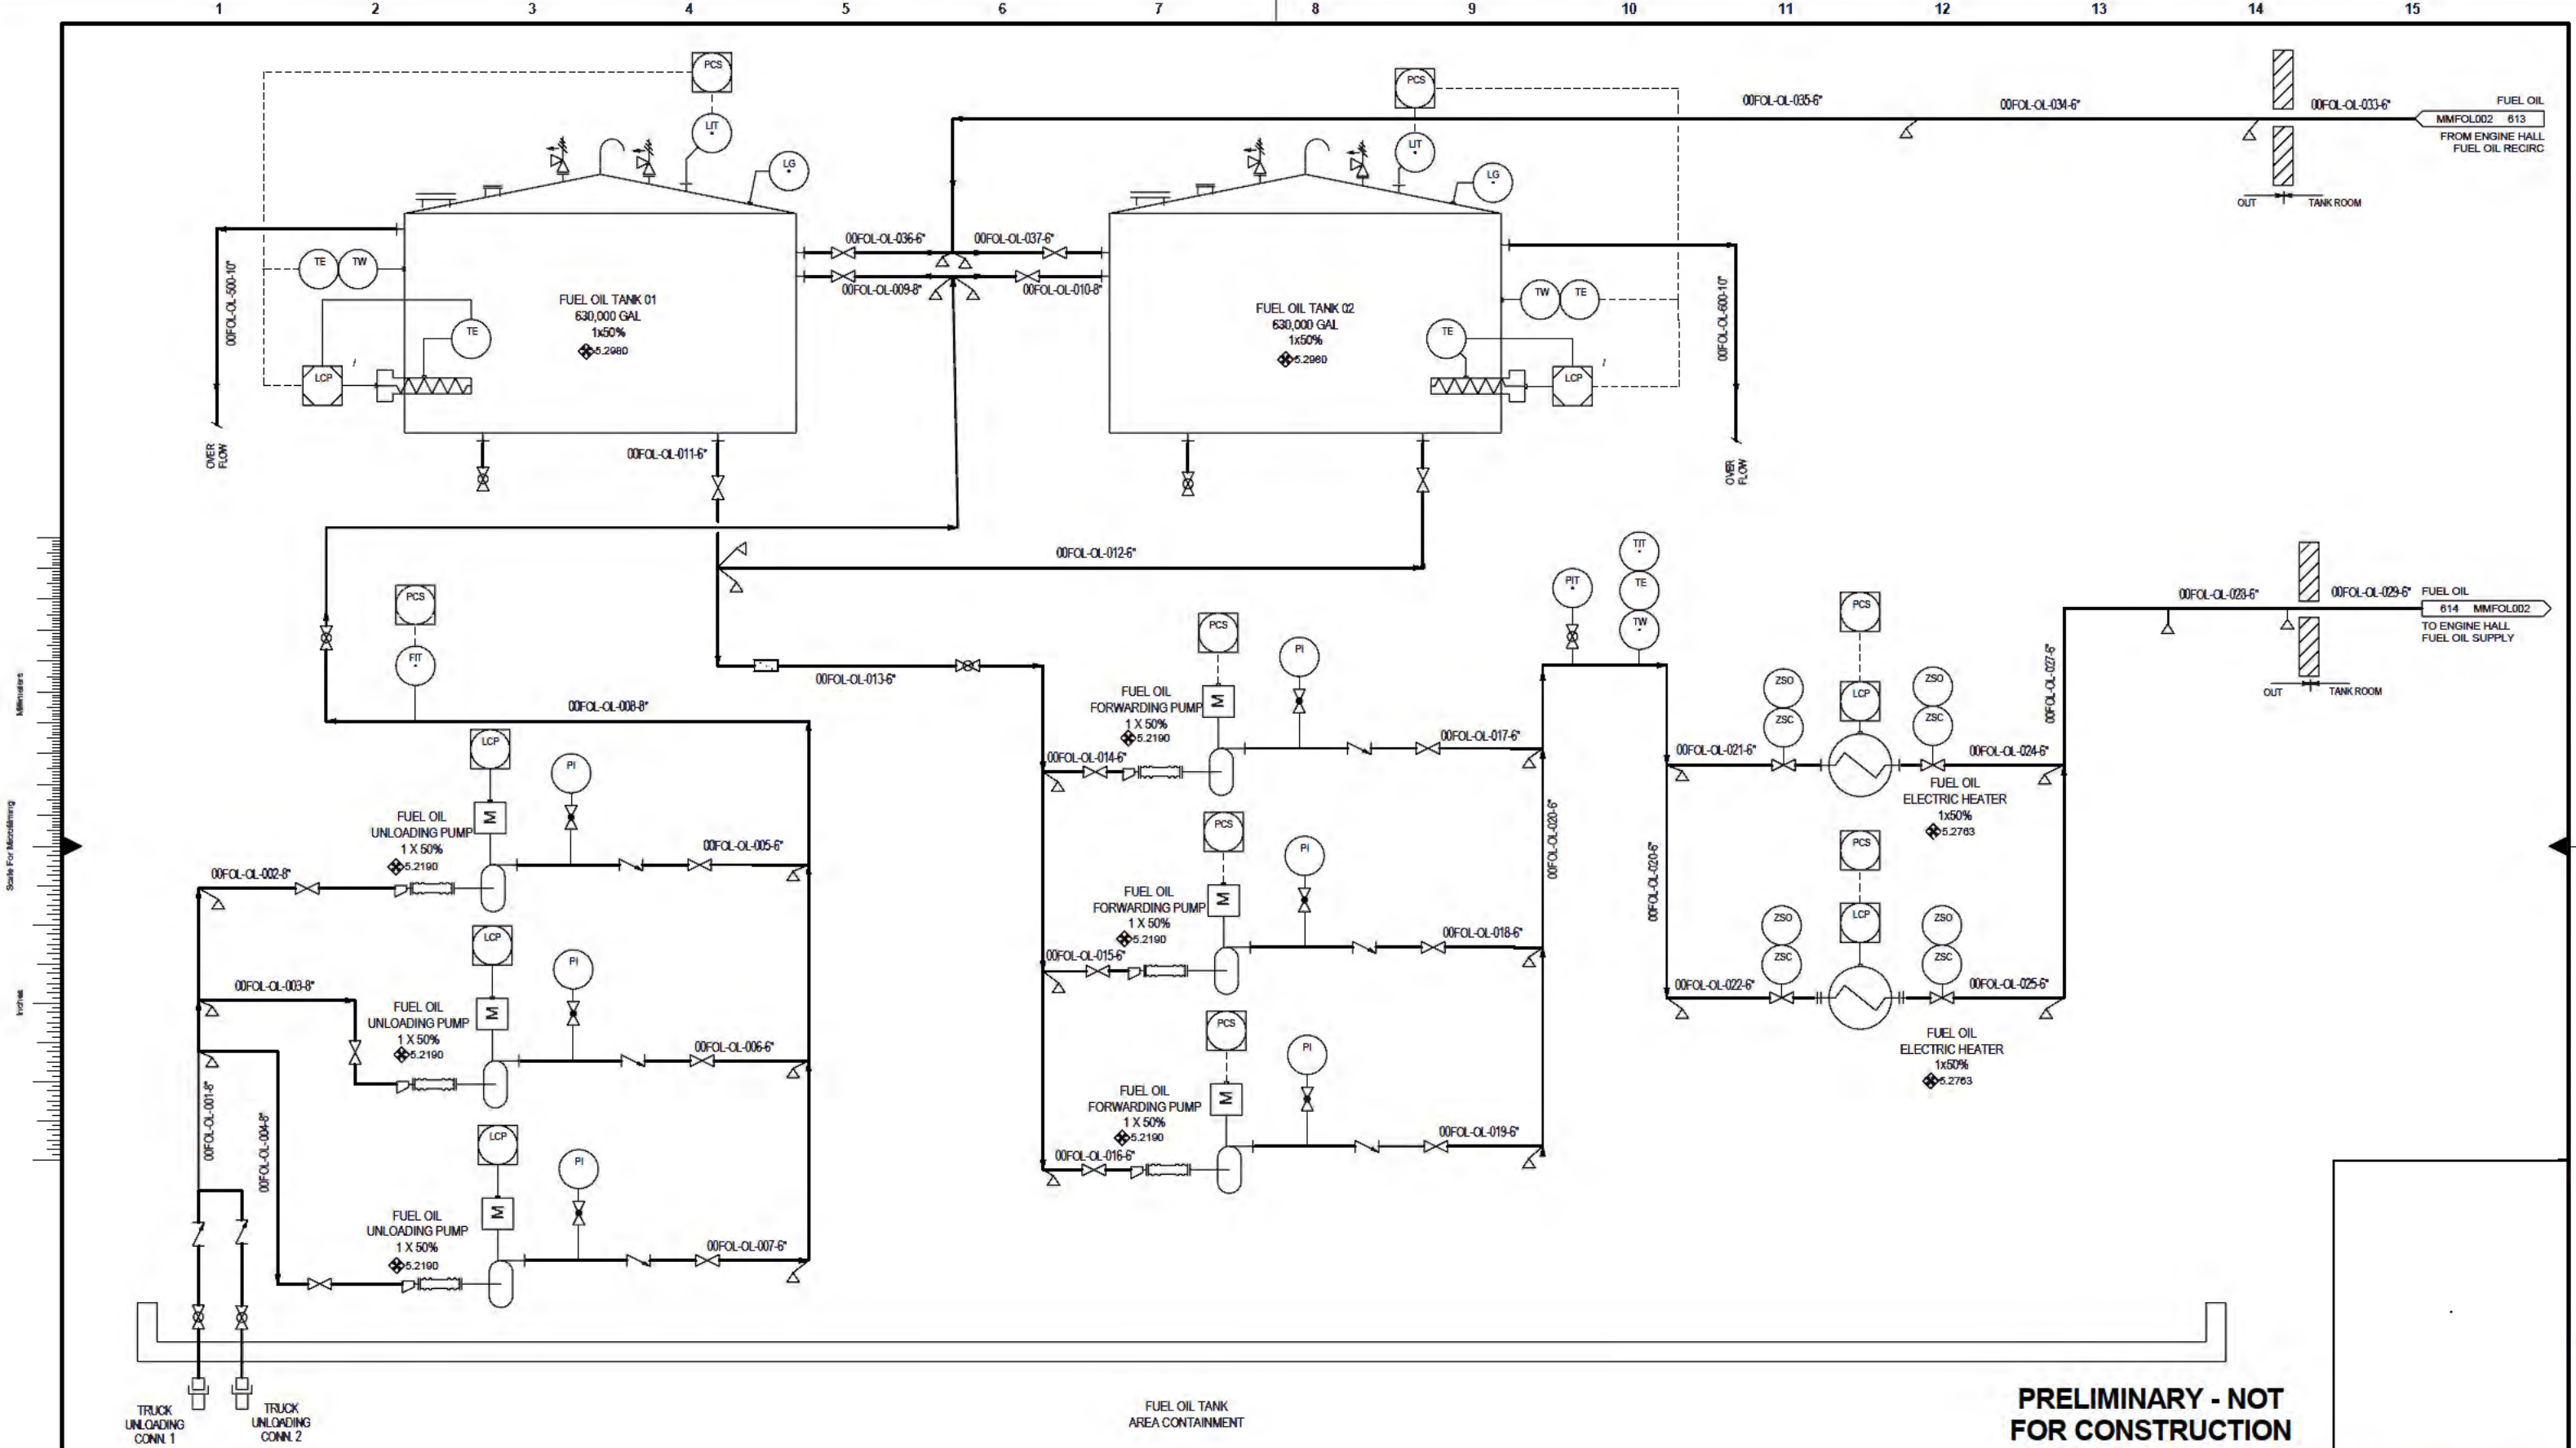 1 2 3 4 5 6 7 8 9 10 11 12 13 14 15
PCS
LIT
LG
PCS
LIT
LG
00FOL-OL-035-6"
00FOL-OL-034-6"
00FOL-OL-033-6"
FUEL OIL
MMFOL002 613
FROM ENGINE HALL
FUEL OIL RECIRC
OUT
TANK ROOM
00FOL-OL-500-10"
OVER
FLOW
TE
TW
TE
LCP
FUEL OIL TANK 01
630,000 GAL
1x50%
5.2980
00FOL-OL-036-6"
00FOL-OL-037-6"
00FOL-OL-009-8"
00FOL-OL-010-8"
FUEL OIL TANK 02
630,000 GAL
1x50%
5.2980
TE
TW
TE
LCP
00FOL-OL-600-10"
OVER
FLOW
00FOL-OL-011-6"
00FOL-OL-012-6"
PCS
FIT
00FOL-OL-008-8"
00FOL-OL-013-6"
Millimeters
Scale For Microfilming
Inches
LCP
M
PI
FUEL OIL
UNLOADING PUMP
1 X 50%
5.2190
00FOL-OL-002-8"
00FOL-OL-005-6"
LCP
M
PI
00FOL-OL-003-8"
FUEL OIL
UNLOADING PUMP
1 X 50%
5.2190
00FOL-OL-006-6"
00FOL-OL-001-8"
00FOL-OL-004-8"
LCP
M
PI
FUEL OIL
UNLOADING PUMP
1 X 50%
5.2190
00FOL-OL-007-6"
PCS
M
PI
FUEL OIL
FORWARDING PUMP
1 X 50%
5.2190
00FOL-OL-014-6"
00FOL-OL-017-6"
PCS
M
PI
FUEL OIL
FORWARDING PUMP
1 X 50%
5.2190
00FOL-OL-015-6"
00FOL-OL-018-6"
PCS
M
PI
FUEL OIL
FORWARDING PUMP
1 X 50%
5.2190
00FOL-OL-016-6"
00FOL-OL-019-6"
00FOL-OL-020-6"
PIT
TIT
TE
TW
00FOL-OL-020-6"
PCS
LCP
ZSO
ZSC
ZSO
ZSC
00FOL-OL-021-6"
00FOL-OL-024-6"
FUEL OIL
ELECTRIC HEATER
1x50%
5.2763
PCS
LCP
ZSO
ZSC
ZSO
ZSC
00FOL-OL-022-6"
00FOL-OL-025-6"
FUEL OIL
ELECTRIC HEATER
1x50%
5.2763
00FOL-OL-027-6"
00FOL-OL-028-6"
00FOL-OL-029-6"
FUEL OIL
614 MMFOL002
TO ENGINE HALL
FUEL OIL SUPPLY
OUT
TANK ROOM
TRUCK
UNLOADING
CONN. 1
TRUCK
UNLOADING
CONN. 2
FUEL OIL TANK
AREA CONTAINMENT
PRELIMINARY - NOT
FOR CONSTRUCTION